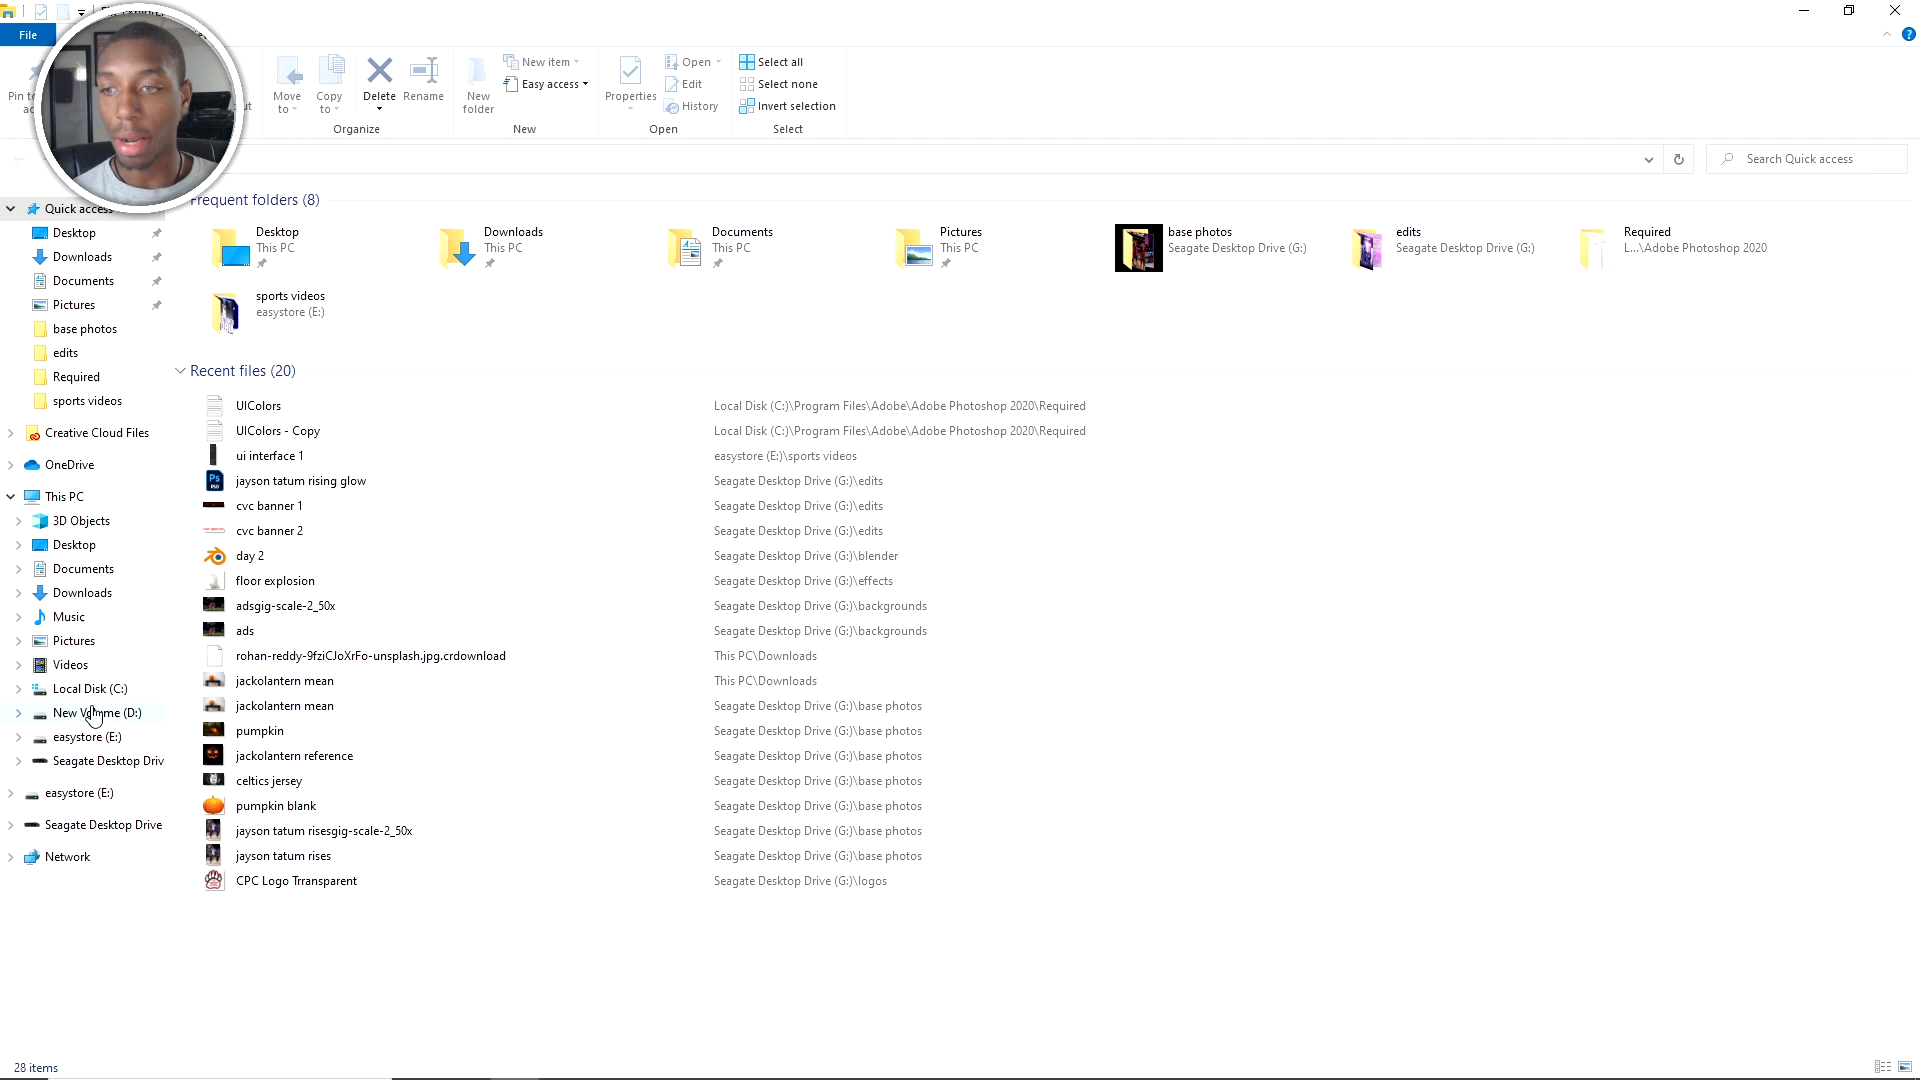 File
Pin to
Move
to
Copy
to
Delete
Rename
Organize
New
folder
New item
Easy access
New
Properties
Open
Edit
History
Open
Select all
Select none
Invert selection
Select
Search Quick access
Frequent folders (8)
Desktop
This PC
Downloads
This PC
Documents
This PC
Pictures
This PC
base photos
Seagate Desktop Drive (G:)
edits
Seagate Desktop Drive (G:)
Required
L...\Adobe Photoshop 2020
sports videos
easystore (E:)
Quick access
Desktop
Downloads
Documents
Pictures
base photos
edits
Required
sports videos
Creative Cloud Files
OneDrive
This PC
3D Objects
Desktop
Documents
Downloads
Music
Pictures
Videos
Local Disk (C:)
New Volume (D:)
easystore (E:)
Seagate Desktop Driv
easystore (E:)
Seagate Desktop Drive
Network
Recent files (20)
UIColors Local Disk (C:)\Program Files\Adobe\Adobe Photoshop 2020\Required
UIColors - Copy Local Disk (C:)\Program Files\Adobe\Adobe Photoshop 2020\Required
ui interface 1 easystore (E:)\sports videos
jayson tatum rising glow Seagate Desktop Drive (G:)\edits
cvc banner 1 Seagate Desktop Drive (G:)\edits
cvc banner 2 Seagate Desktop Drive (G:)\edits
day 2 Seagate Desktop Drive (G:)\blender
floor explosion Seagate Desktop Drive (G:)\effects
adsgig-scale-2_50x Seagate Desktop Drive (G:)\backgrounds
ads Seagate Desktop Drive (G:)\backgrounds
rohan-reddy-9fziCJoXrFo-unsplash.jpg.crdownload This PC\Downloads
jackolantern mean This PC\Downloads
jackolantern mean Seagate Desktop Drive (G:)\base photos
pumpkin Seagate Desktop Drive (G:)\base photos
jackolantern reference Seagate Desktop Drive (G:)\base photos
celtics jersey Seagate Desktop Drive (G:)\base photos
pumpkin blank Seagate Desktop Drive (G:)\base photos
jayson tatum risesgig-scale-2_50x Seagate Desktop Drive (G:)\base photos
jayson tatum rises Seagate Desktop Drive (G:)\base photos
CPC Logo Trransparent Seagate Desktop Drive (G:)\logos
28 items